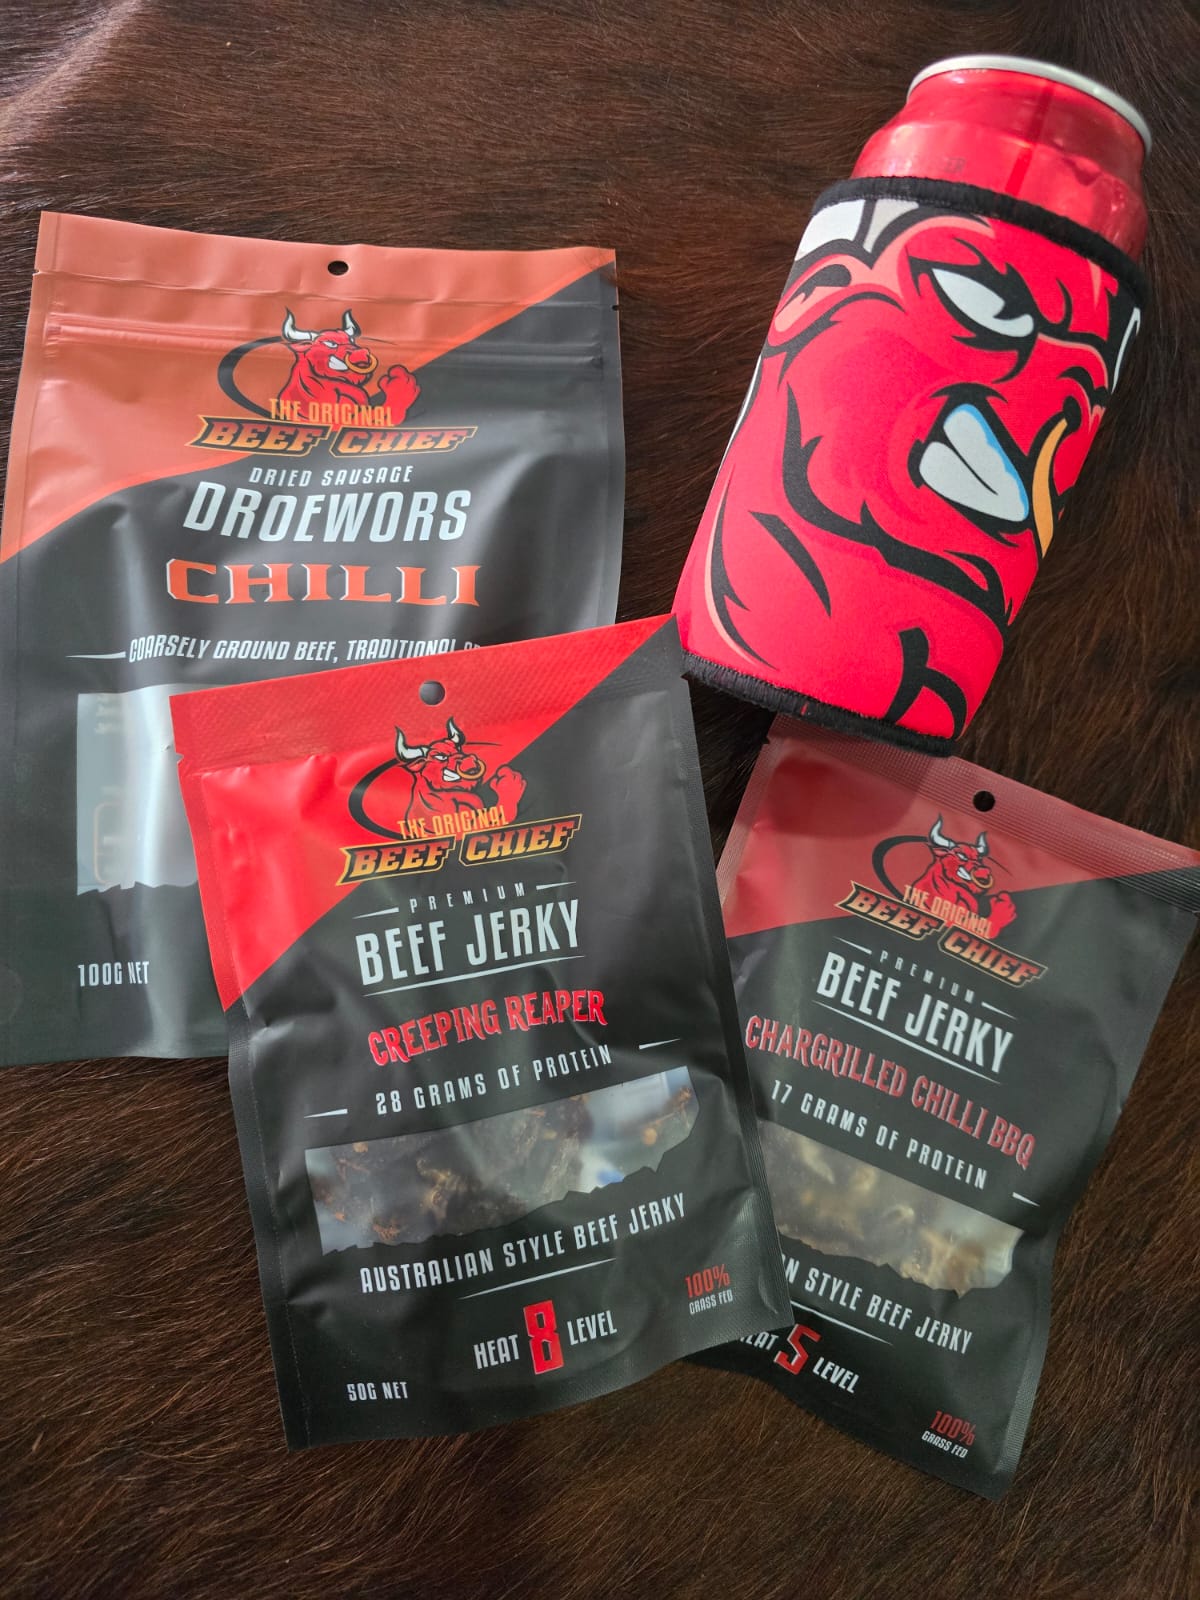 THE ORIGINAL
BEEF CHIEF
DRIED SAUSAGE
DROEWORS
CHILLI
COARSELY GROUND BEEF, TRADITIONAL
100G NET
THE ORIGINAL
BEEF CHIEF
PREMIUM
BEEF JERKY
CREEPING REAPER
28 GRAMS OF PROTEIN
AUSTRALIAN STYLE BEEF JERKY
100%
GRASS FED
HEAT 8 LEVEL
50G NET
THE ORIGINAL
BEEF CHIEF
PREMIUM
BEEF JERKY
CHARGRILLED CHILLI BBQ
17 GRAMS OF PROTEIN
STYLE BEEF JERKY
HEAT 5 LEVEL
100%
GRASS FED